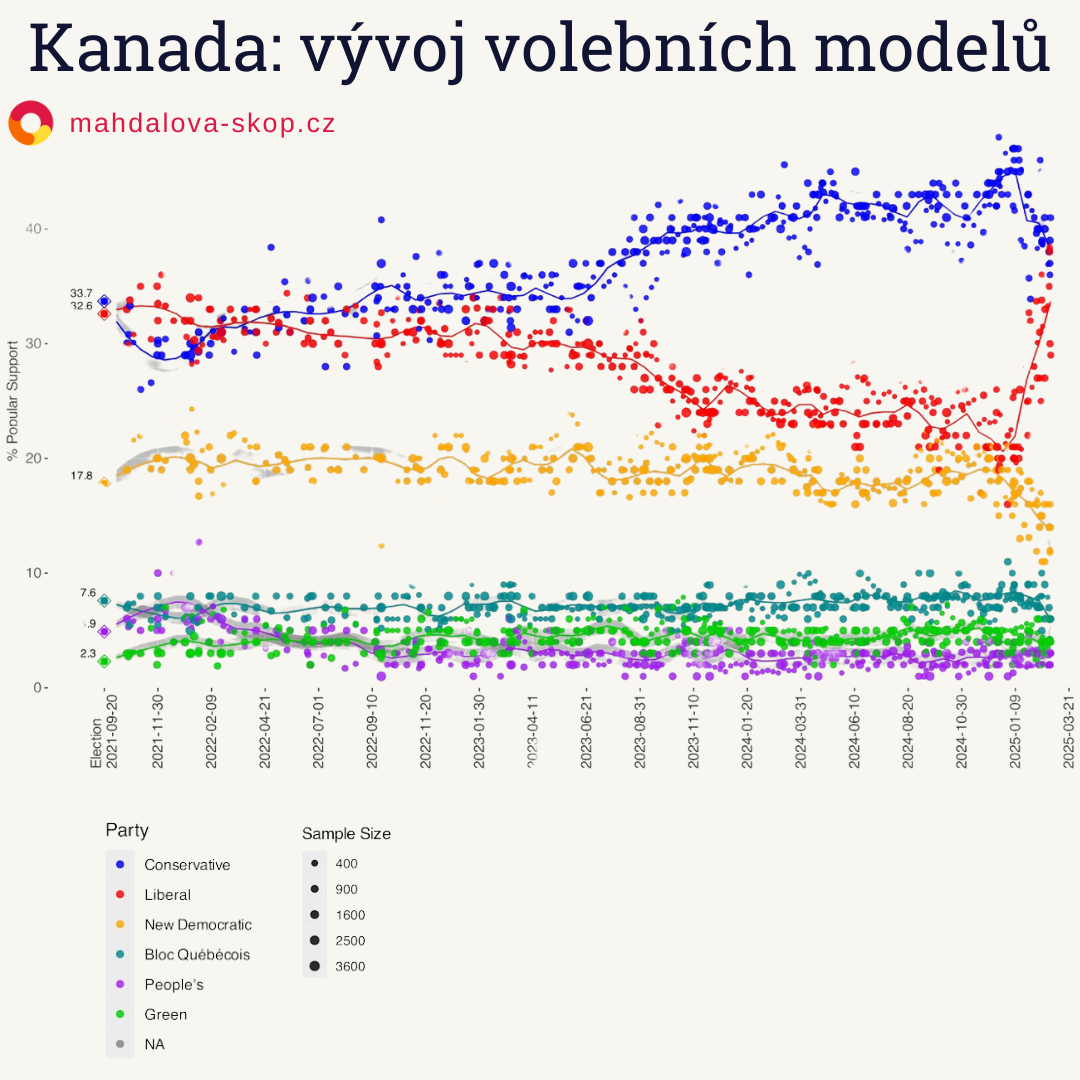 Kanada: vývoj volebních modelů
mahdalova-skop.cz
% Popular Support
40
30
20
10
0
33.7
32.6
17.8
7.6
2.3
Election
2021-09-20
2021-11-30
2022-02-09
2022-04-21
2022-07-01
2022-09-10
2022-11-20
2023-01-30
2023-04-11
2023-06-21
2023-08-31
2023-11-10
2024-01-20
2024-03-31
2024-06-10
2024-08-20
2024-10-30
2025-01-09
2025-03-21
Party
Conservative
Liberal
New Democratic
Bloc Québécois
People's
Green
NA
Sample Size
400
900
1600
2500
3600